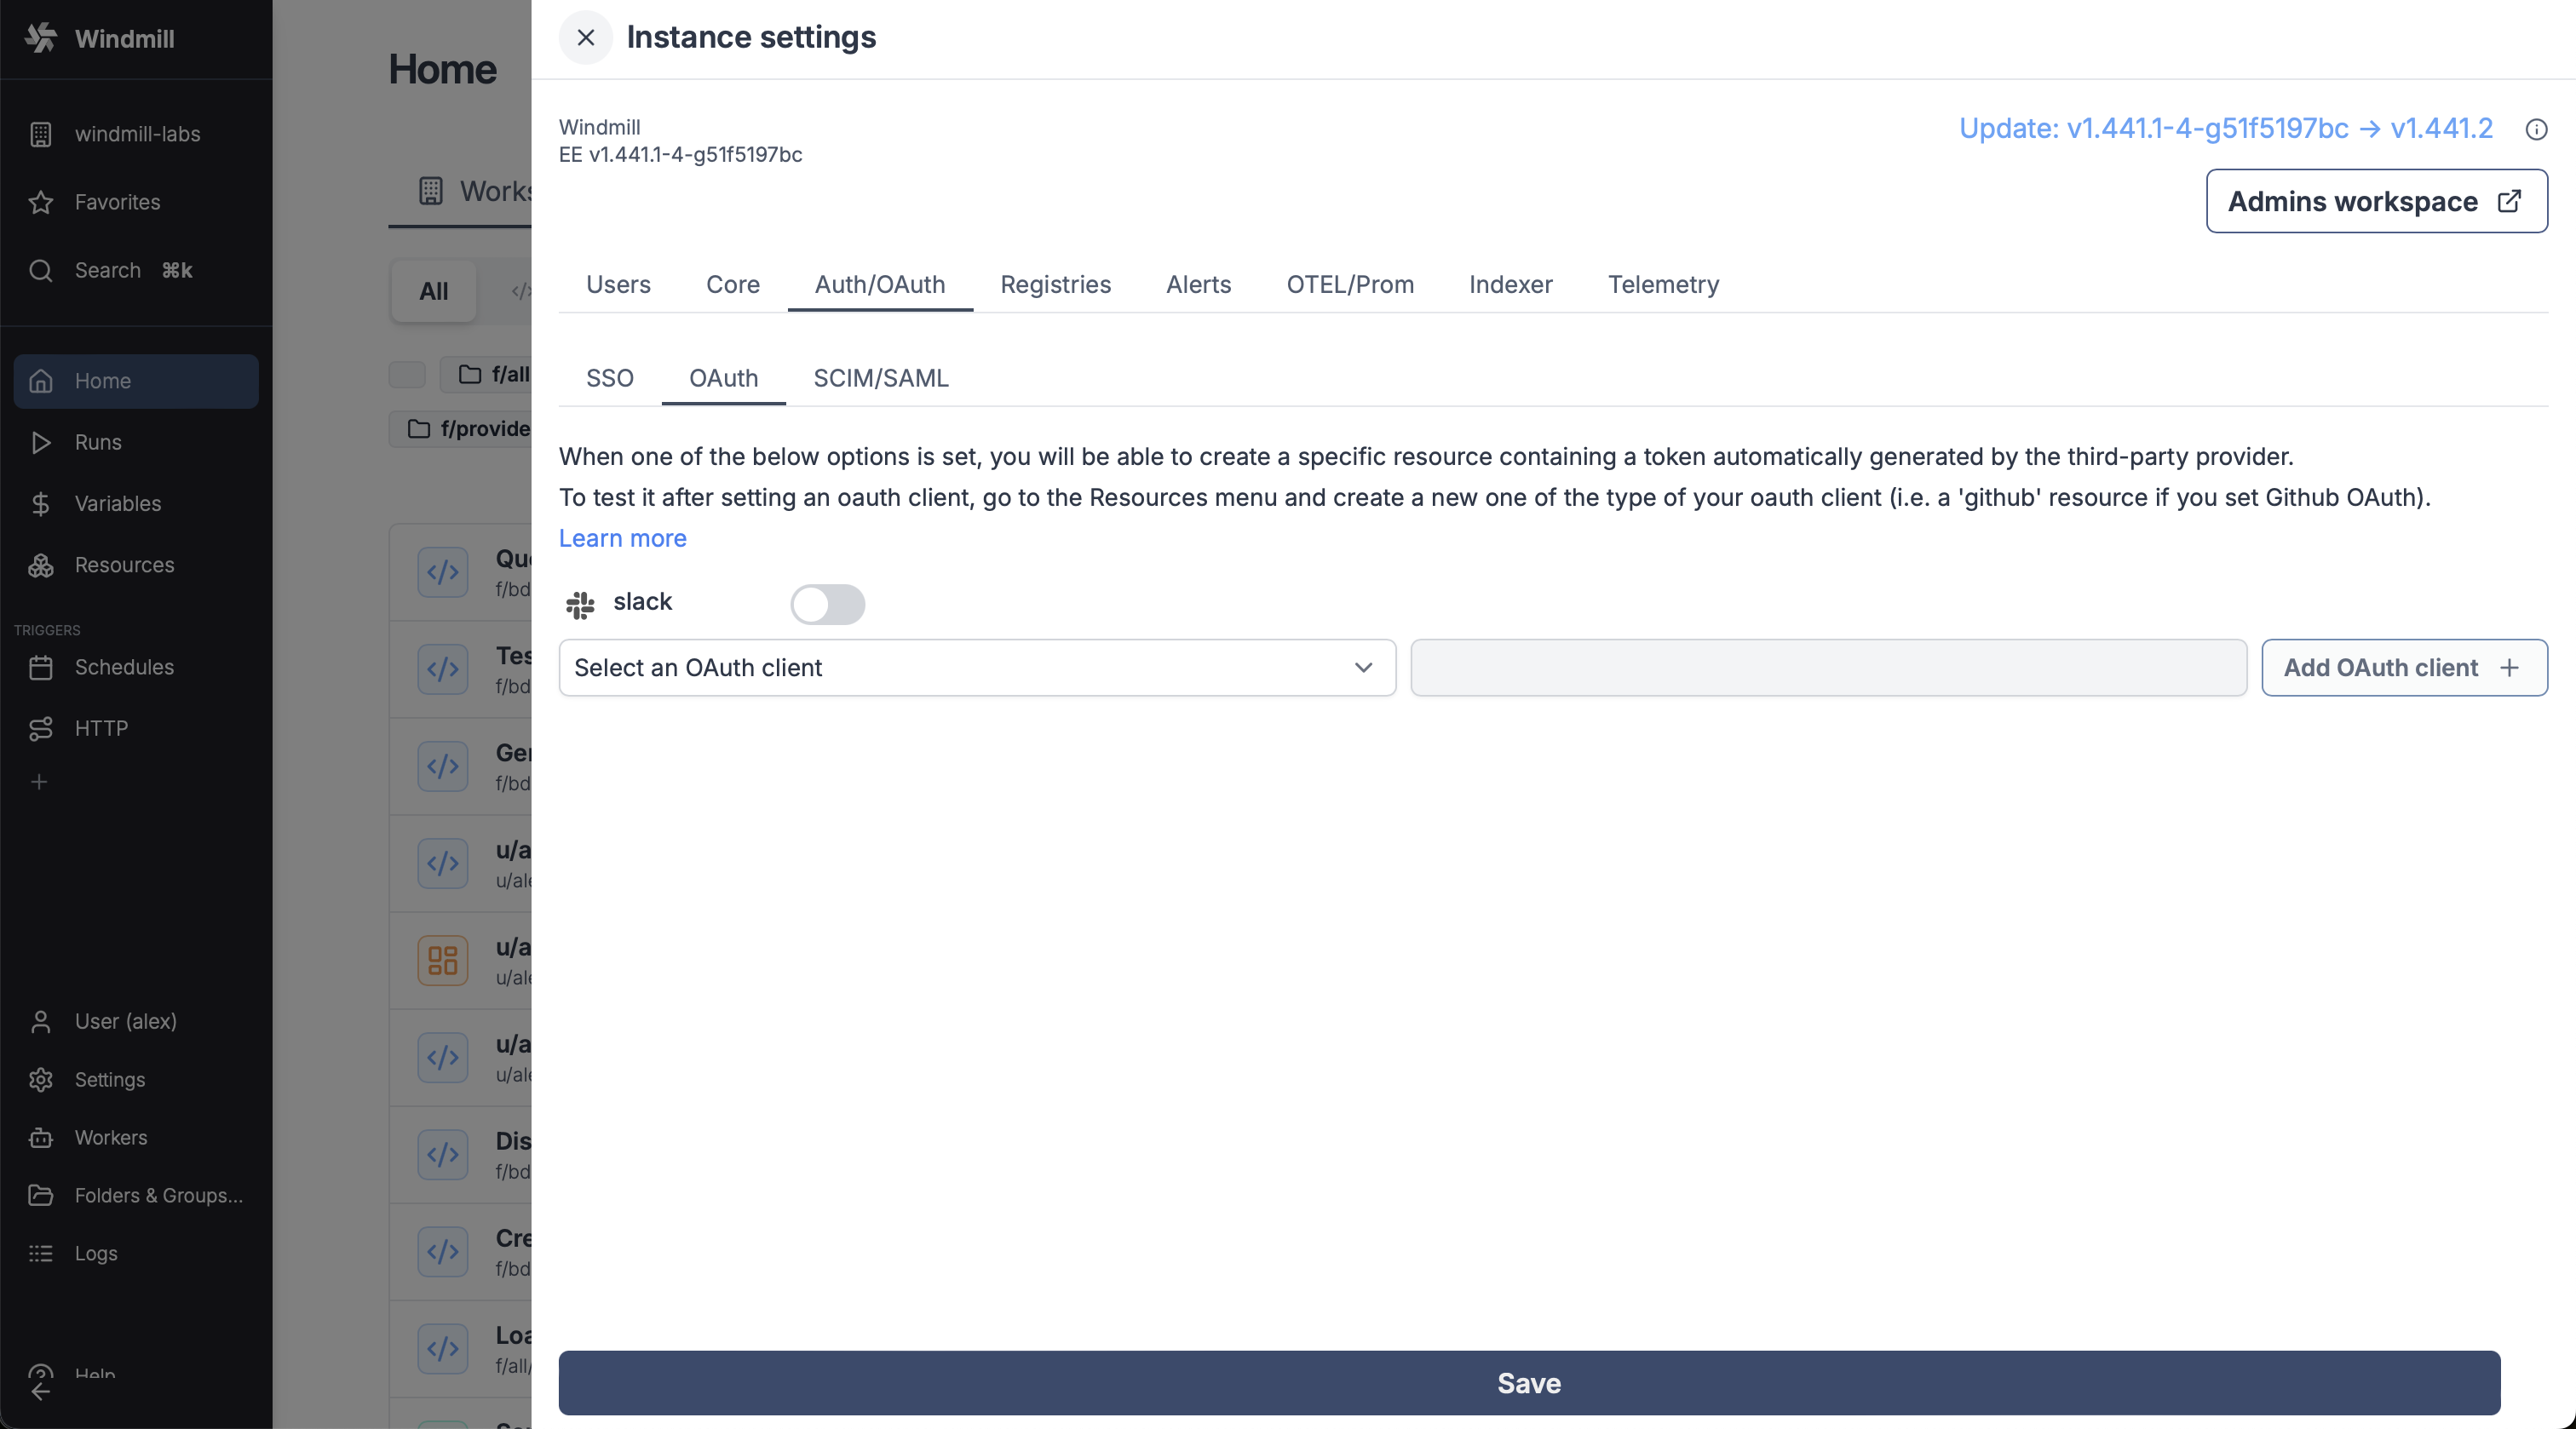 Windmill
windmill-labs
Favorites
Search ⌘k
Home
Runs
Variables
Resources
TRIGGERS
Schedules
HTTP
User (alex)
Settings
Workers
Folders & Groups...
Logs
Help
Home
Works
All
f/all
f/provide
Que
f/bd
Tes
f/bd
Ger
f/bd
u/a
u/ale
u/a
u/ale
u/a
u/ale
Dis
f/bd
Cre
f/bd
Loa
f/all/
Instance settings
Windmill
EE v1.441.1-4-g51f5197bc
Update: v1.441.1-4-g51f5197bc → v1.441.2
Admins workspace
Users Core Auth/OAuth Registries Alerts OTEL/Prom Indexer Telemetry
SSO OAuth SCIM/SAML
When one of the below options is set, you will be able to create a specific resource containing a token automatically generated by the third-party provider.
To test it after setting an oauth client, go to the Resources menu and create a new one of the type of your oauth client (i.e. a 'github' resource if you set Github OAuth).
Learn more
slack
Select an OAuth client
Add OAuth client +
Save